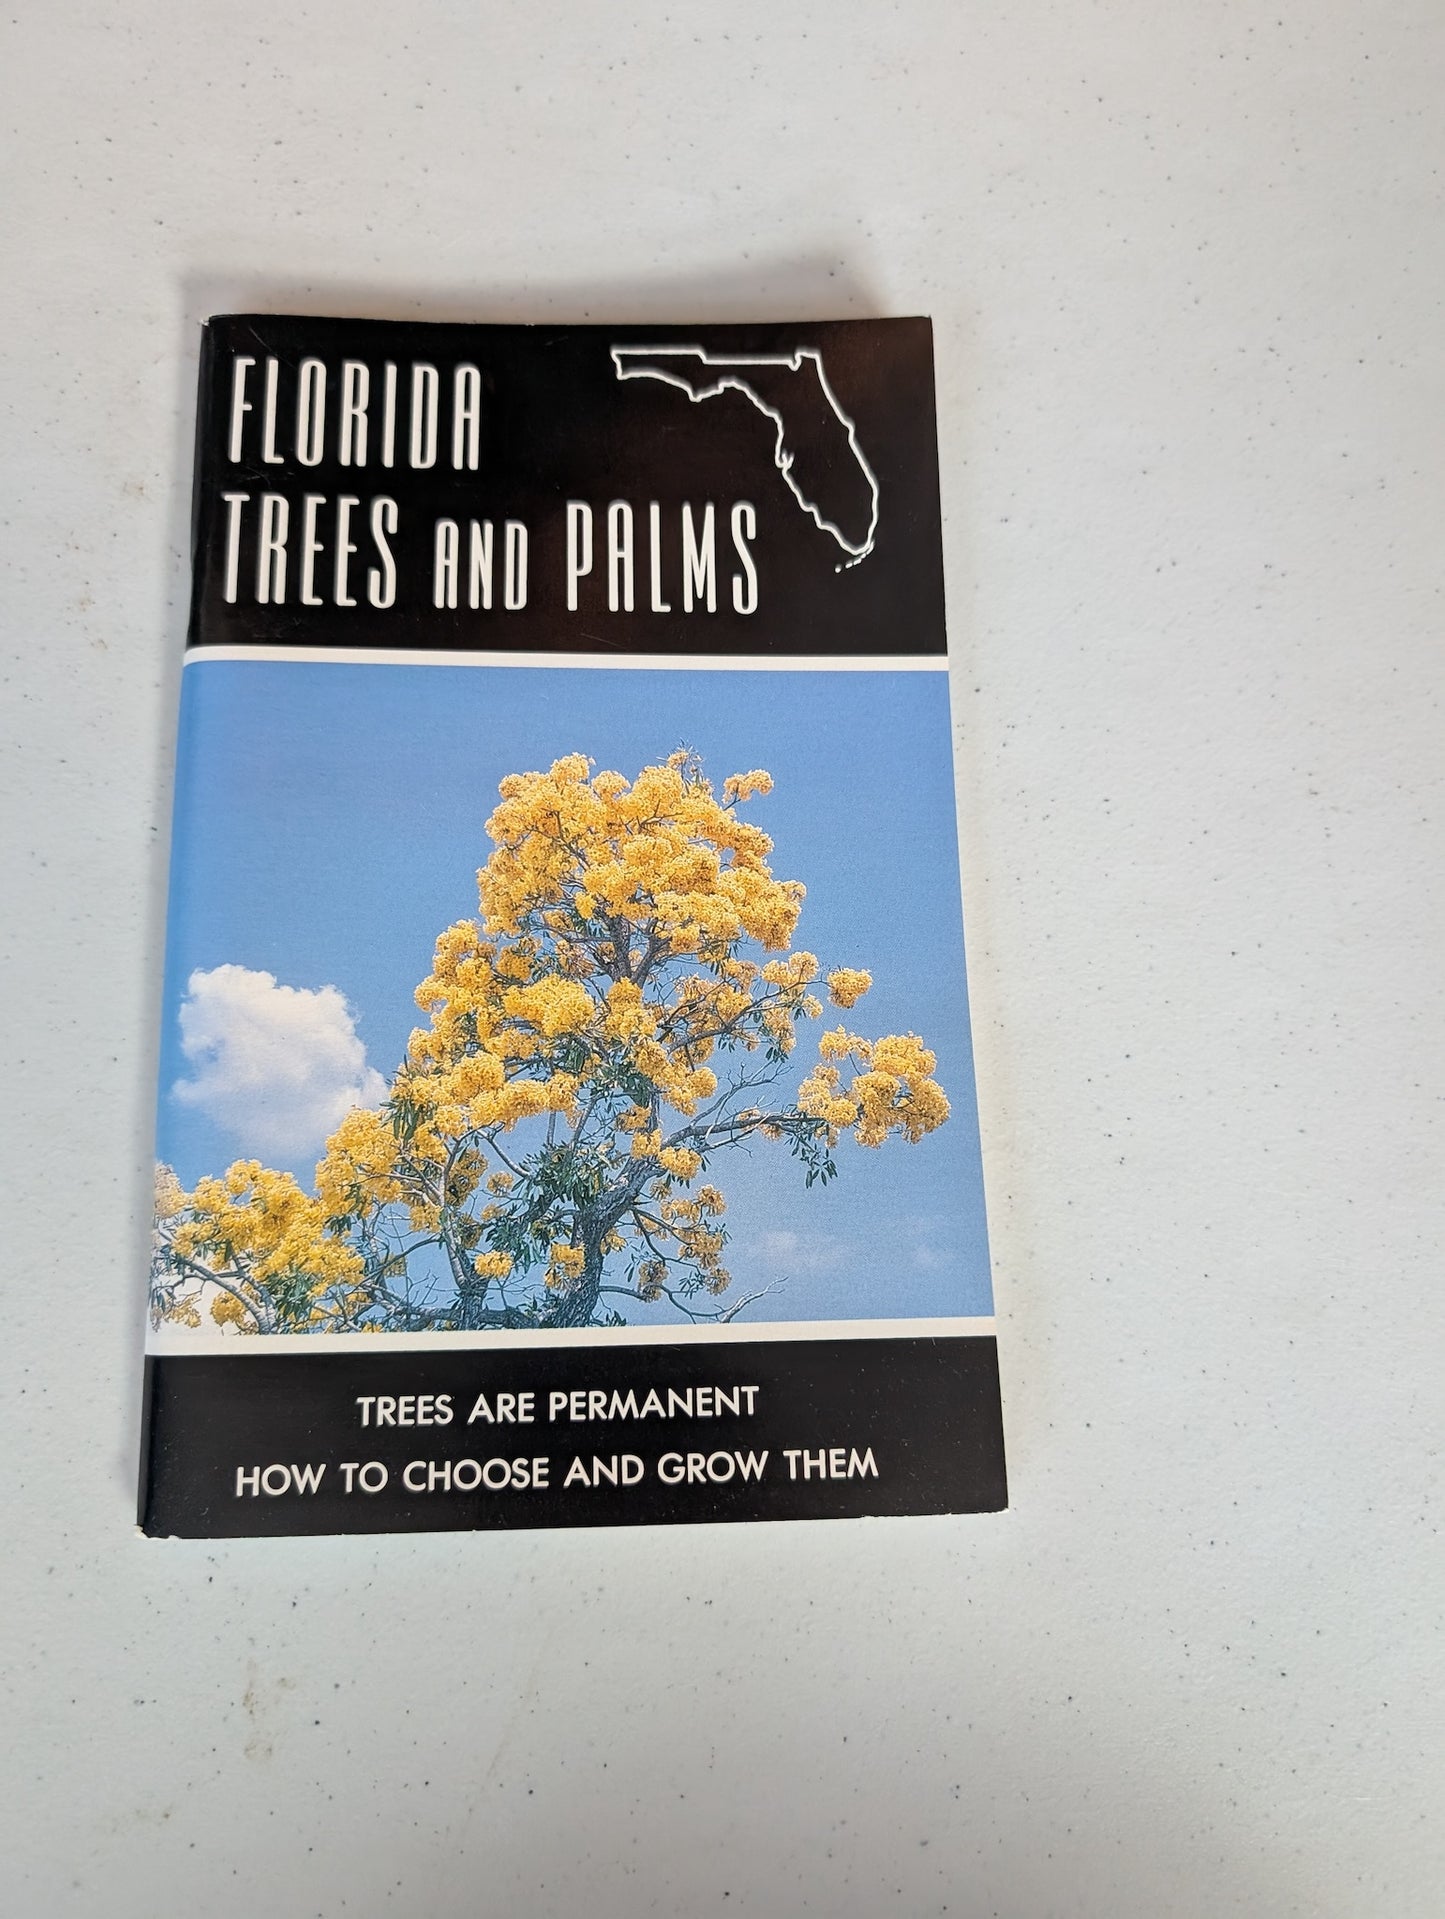 FLORIDA
TREES AND PALMS
TREES ARE PERMANENT
HOW TO CHOOSE AND GROW THEM